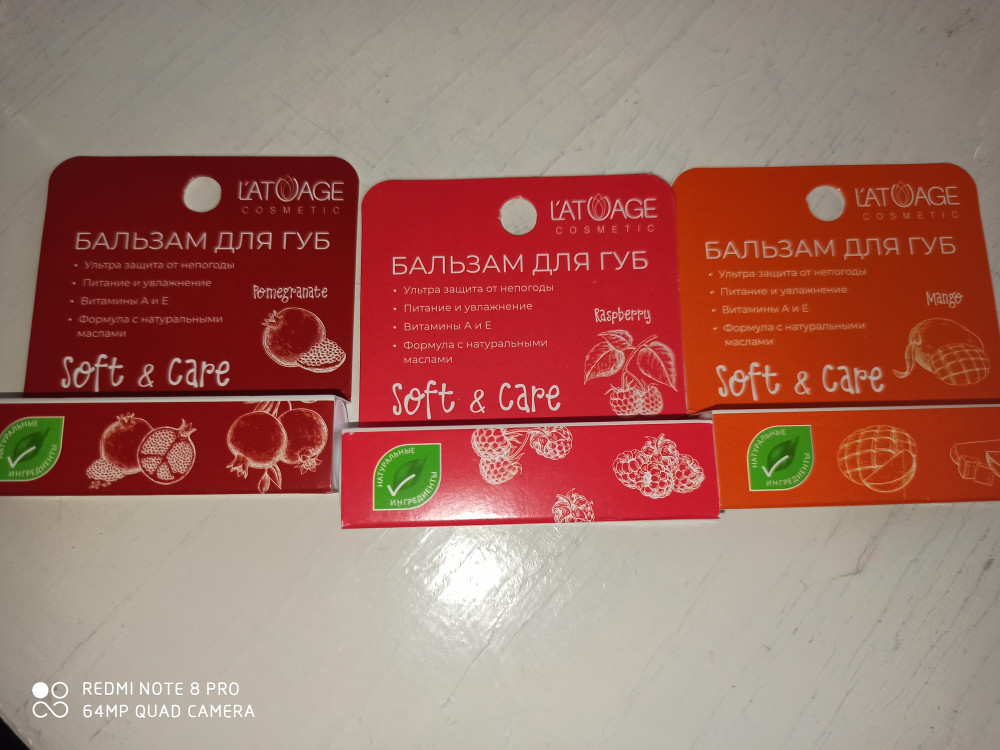 L'ATUAGE
COSMETIC
БАЛЬЗАМ ДЛЯ ГУБ
• Ультра защита от непогоды
• Питание и увлажнение
• Витамины А и Е
• Формула с натуральными
маслами
Pomegranate
Soft & Care
НАТУРАЛЬНЫЕ
ИНГРЕДИЕНТЫ
L'ATUAGE
COSMETIC
БАЛЬЗАМ ДЛЯ ГУБ
• Ультра защита от непогоды
• Питание и увлажнение
• Витамины А и Е
• Формула с натуральными
маслами
Raspberry
Soft & Care
НАТУРАЛЬНЫЕ
ИНГРЕДИЕНТЫ
L'ATUAGE
COSMETIC
БАЛЬЗАМ ДЛЯ ГУБ
• Ультра защита от непогоды
• Питание и увлажнение
• Витамины А и Е
• Формула с натуральными
маслами
Mango
Soft & Care
НАТУРАЛЬНЫЕ
ИНГРЕДИЕНТЫ
REDMI NOTE 8 PRO
64MP QUAD CAMERA